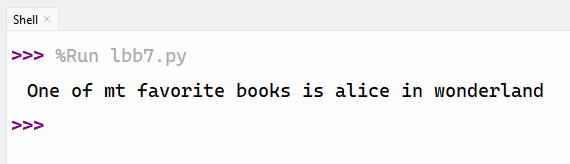 Shell ×
>>> %Run lbb7.py
One of mt favorite books is alice in wonderland
>>>